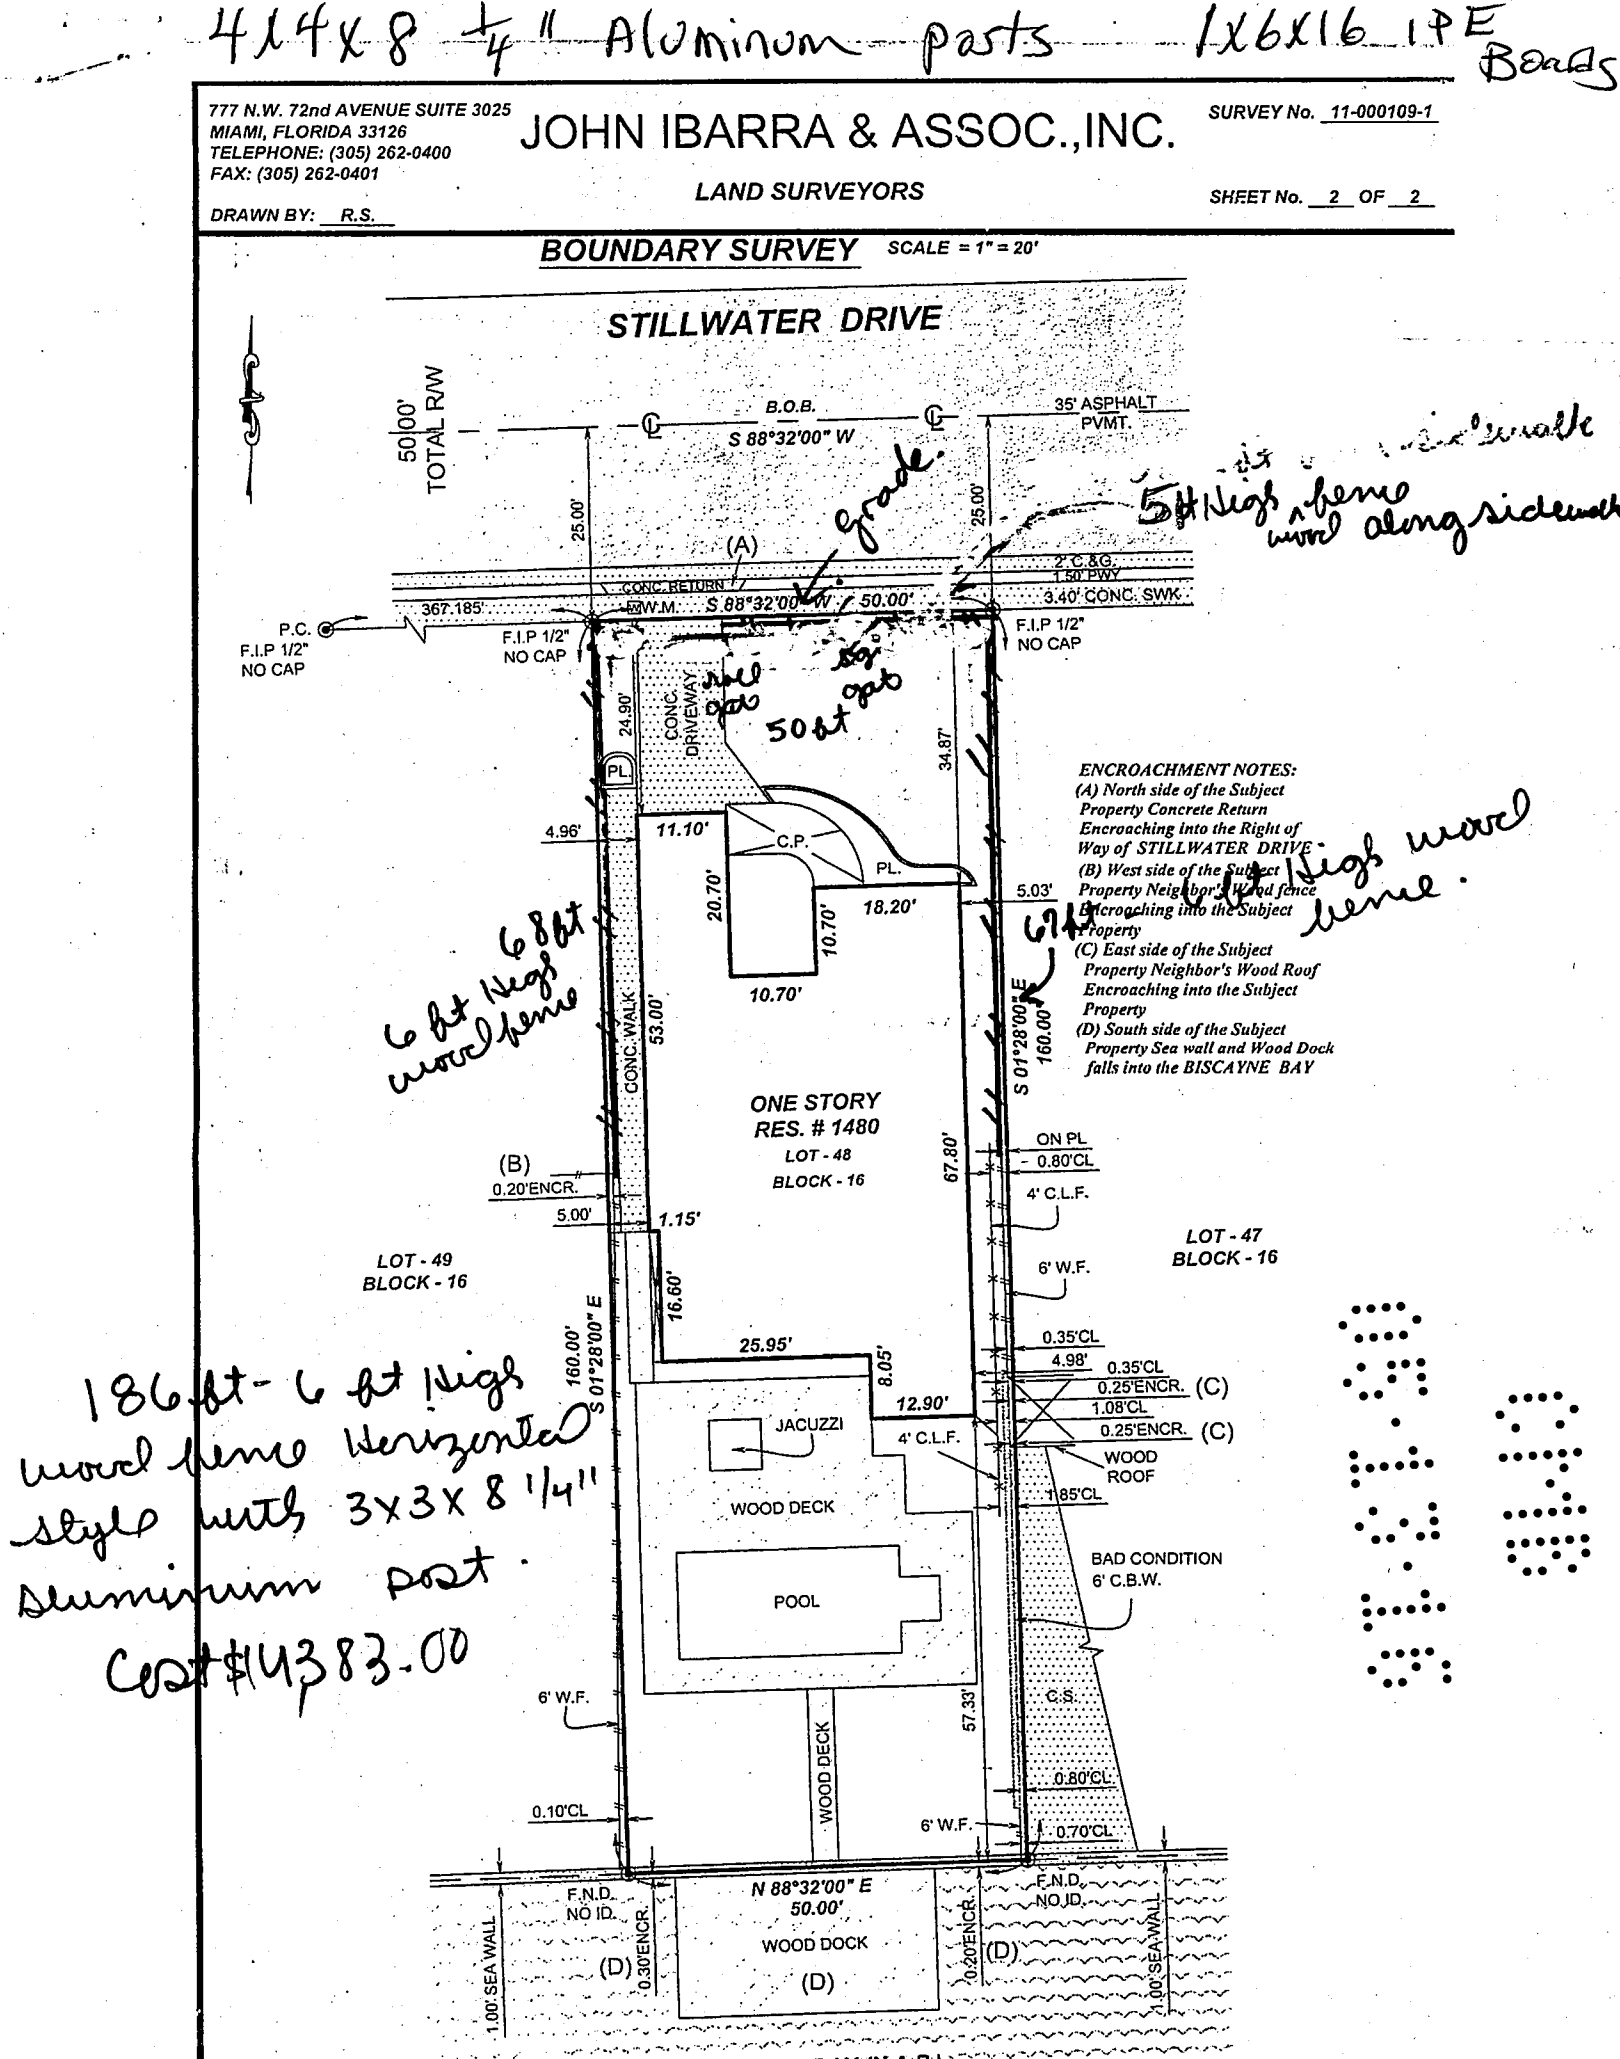 4x4x8 1/4" Aluminum parts 1x6x16 IPE
Boards
777 N.W. 72nd AVENUE SUITE 3025
MIAMI, FLORIDA 33126
TELEPHONE: (305) 262-0400
FAX: (305) 262-0401
DRAWN BY: R.S.
JOHN IBARRA & ASSOC.,INC.
LAND SURVEYORS
SURVEY No. 11-000109-1
SHEET No. 2 OF 2
BOUNDARY SURVEY SCALE = 1" = 20'
STILLWATER DRIVE
50.00'
TOTAL R/W
B.O.B.
S 88°32'00" W
35' ASPHALT
PVMT.
25.00'
25.00'
grade.
sidewalk
5ft High fence
wood along sidewalk
(A)
2' C.&G.
1.50' PWY
3.40' CONC. SWK
CONC. RETURN
367.185'
W.M.
S 88°32'00" W 50.00'
P.C.
F.I.P 1/2"
NO CAP
F.I.P 1/2"
NO CAP
F.I.P 1/2"
NO CAP
24.90'
CONC.
DRIVEWAY
gate
50 ft
34.87'
PL.
4.96'
11.10'
C.P.
PL.
20.70'
10.70'
18.20'
10.70'
5.03'
ENCROACHMENT NOTES:
(A) North side of the Subject
Property Concrete Return
Encroaching into the Right of
Way of STILLWATER DRIVE
(B) West side of the Subject
Property Neighbor's Wood fence
Encroaching into the Subject
Property
(C) East side of the Subject
Property Neighbor's Wood Roof
Encroaching into the Subject
Property
(D) South side of the Subject
Property Sea wall and Wood Dock
falls into the BISCAYNE BAY
67ft - 6 ft High wood
fence.
68ft
6 ft High
wood fence
CONC. WALK
53.00'
S 01°28'00" E
160.00'
ONE STORY
RES. # 1480
LOT - 48
BLOCK - 16
67.80'
ON PL
0.80'CL
4' C.L.F.
(B)
0.20'ENCR.
5.00'
1.15'
LOT - 49
BLOCK - 16
LOT - 47
BLOCK - 16
6' W.F.
16.60'
160.00'
S 01°28'00" E
25.95'
8.05'
12.90'
0.35'CL
4.98'
0.35'CL
0.25'ENCR. (C)
1.08'CL
0.25'ENCR. (C)
WOOD
ROOF
1.85'CL
186 ft - 6 ft High
wood fence Horizontal
style with 3x3x8 1/4"
aluminum post.
Cost $14,383.00
JACUZZI
4' C.L.F.
WOOD DECK
POOL
BAD CONDITION
6' C.B.W.
C.S.
6' W.F.
57.33'
WOOD DECK
0.80'CL
0.10'CL
6' W.F.
0.70'CL
N 88°32'00" E
50.00'
F.N.D.
NO ID.
F.N.D.
NO ID.
1.00' SEA WALL
(D)
0.30'ENCR.
WOOD DOCK
(D)
0.20'ENCR.
(D)
1.00' SEA WALL